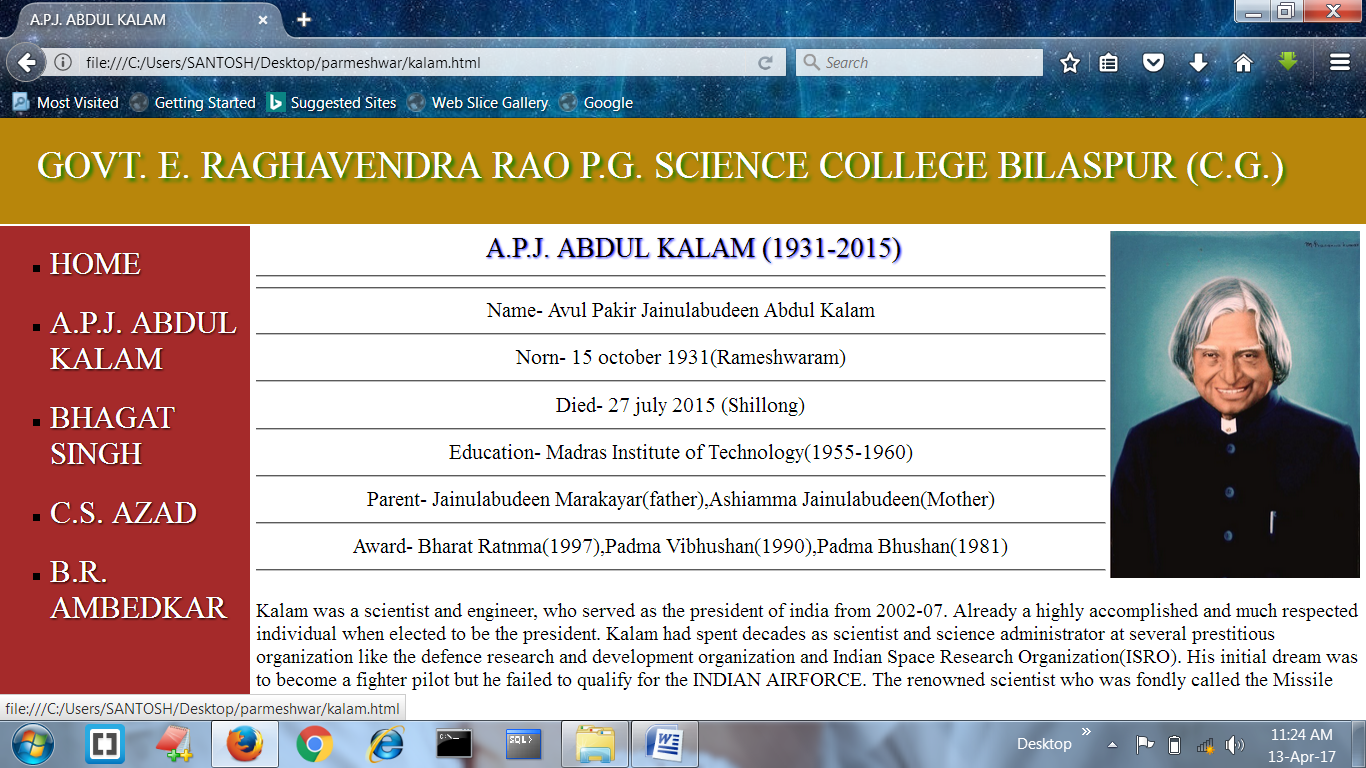 A.P.J. ABDUL KALAM
file:///C:/Users/SANTOSH/Desktop/parmeshwar/kalam.html
Search
Most Visited Getting Started Suggested Sites Web Slice Gallery Google
GOVT. E. RAGHAVENDRA RAO P.G. SCIENCE COLLEGE BILASPUR (C.G.)
HOME
A.P.J. ABDUL
KALAM
BHAGAT
SINGH
C.S. AZAD
B.R.
AMBEDKAR
A.P.J. ABDUL KALAM (1931-2015)
Name- Avul Pakir Jainulabudeen Abdul Kalam
Norn- 15 october 1931(Rameshwaram)
Died- 27 july 2015 (Shillong)
Education- Madras Institute of Technology(1955-1960)
Parent- Jainulabudeen Marakayar(father),Ashiamma Jainulabudeen(Mother)
Award- Bharat Ratnma(1997),Padma Vibhushan(1990),Padma Bhushan(1981)
Kalam was a scientist and engineer, who served as the president of india from 2002-07. Already a highly accomplished and much respected
individual when elected to be the president. Kalam had spent decades as scientist and science administrator at several prestitious
organization like the defence research and development organization and Indian Space Research Organization(ISRO). His initial dream was
to become a fighter pilot but he failed to qualify for the INDIAN AIRFORCE. The renowned scientist who was fondly called the Missile
file:///C:/Users/SANTOSH/Desktop/parmeshwar/kalam.html
Desktop
11:24 AM
13-Apr-17